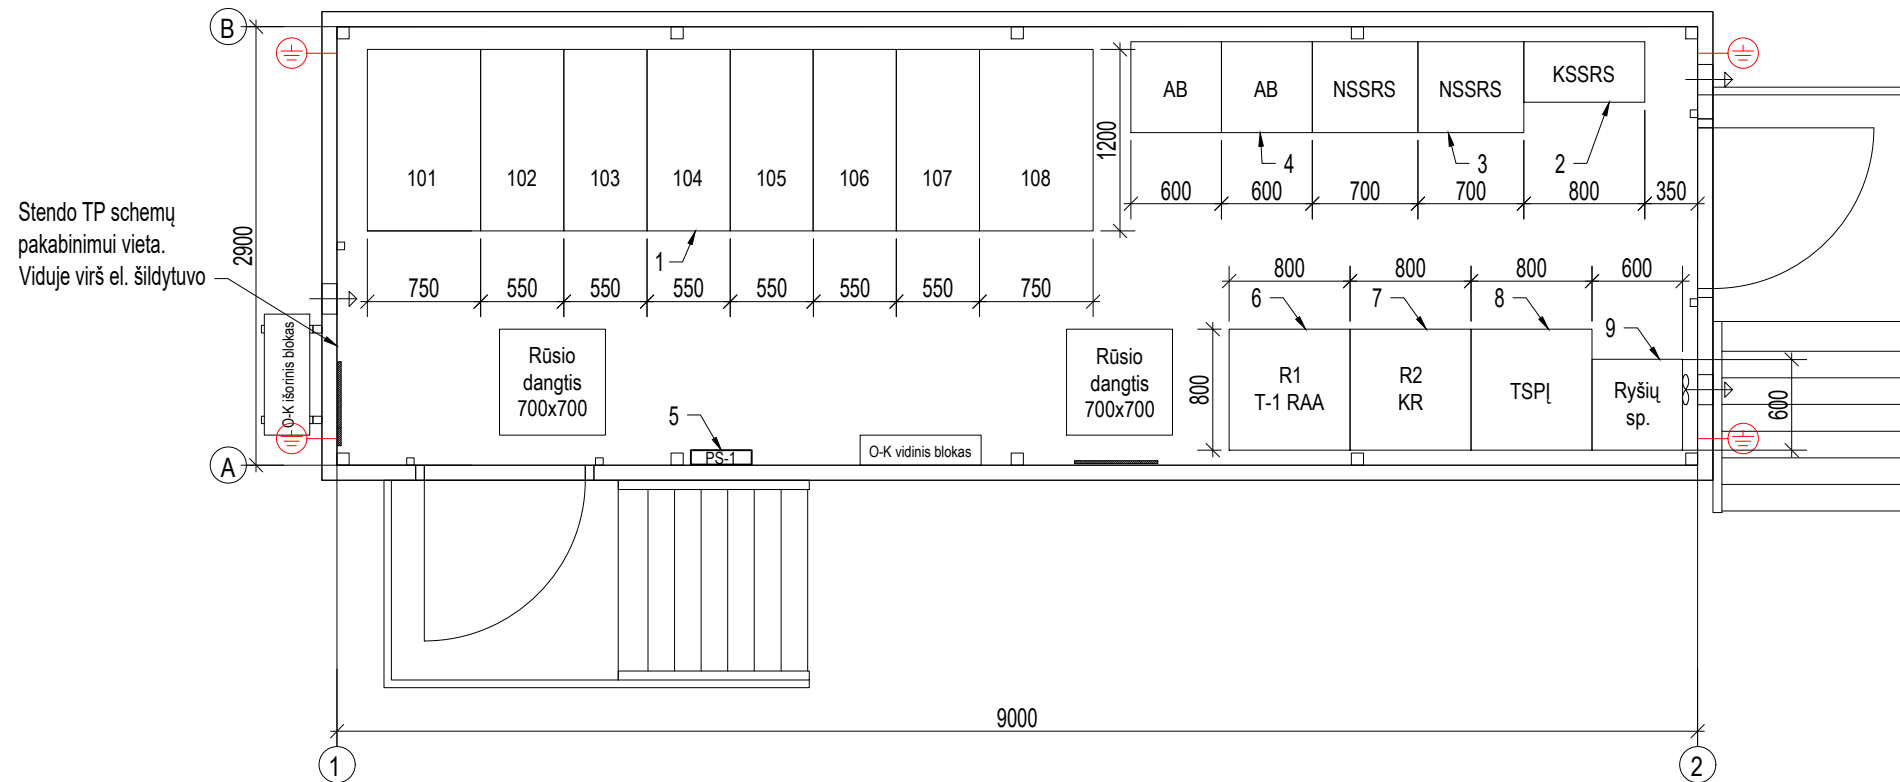 B
AB
AB
NSSRS
NSSRS
KSSRS
101
102
103
104
105
106
107
108
1200
4
3
2
600
600
700
700
800
350
Stendo TP schemų
pakabinimui vieta.
Viduje virš el. šildytuvo
2900
1
750
550
550
550
550
550
550
750
800
800
800
600
6
7
8
9
O-K išorinis blokas
Rūsio
dangtis
700x700
Rūsio
dangtis
700x700
800
R1
T-1 RAA
R2
KR
TSPĮ
Ryšių
sp.
600
5
PS-1
O-K vidinis blokas
A
9000
1
2